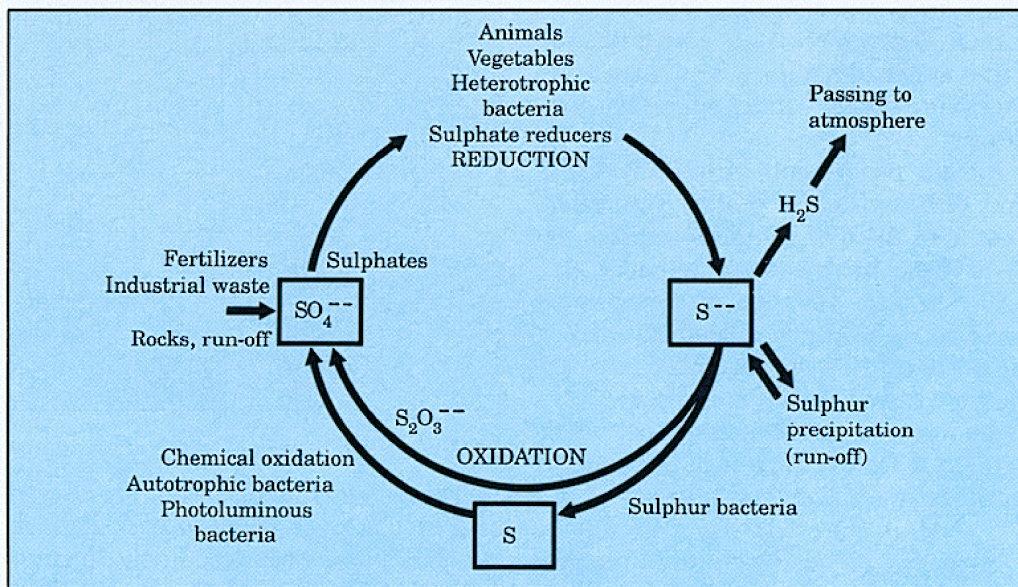 Animals
Vegetables
Heterotrophic
bacteria
Sulphate reducers
REDUCTION
Passing to
atmosphere
H₂S
Fertilizers
Industrial waste
Rocks, run-off
Sulphates
SO₄⁻⁻
S⁻⁻
Sulphur
precipitation
(run-off)
S₂O₃⁻⁻
OXIDATION
Chemical oxidation
Autotrophic bacteria
Photoluminous
bacteria
S
Sulphur bacteria